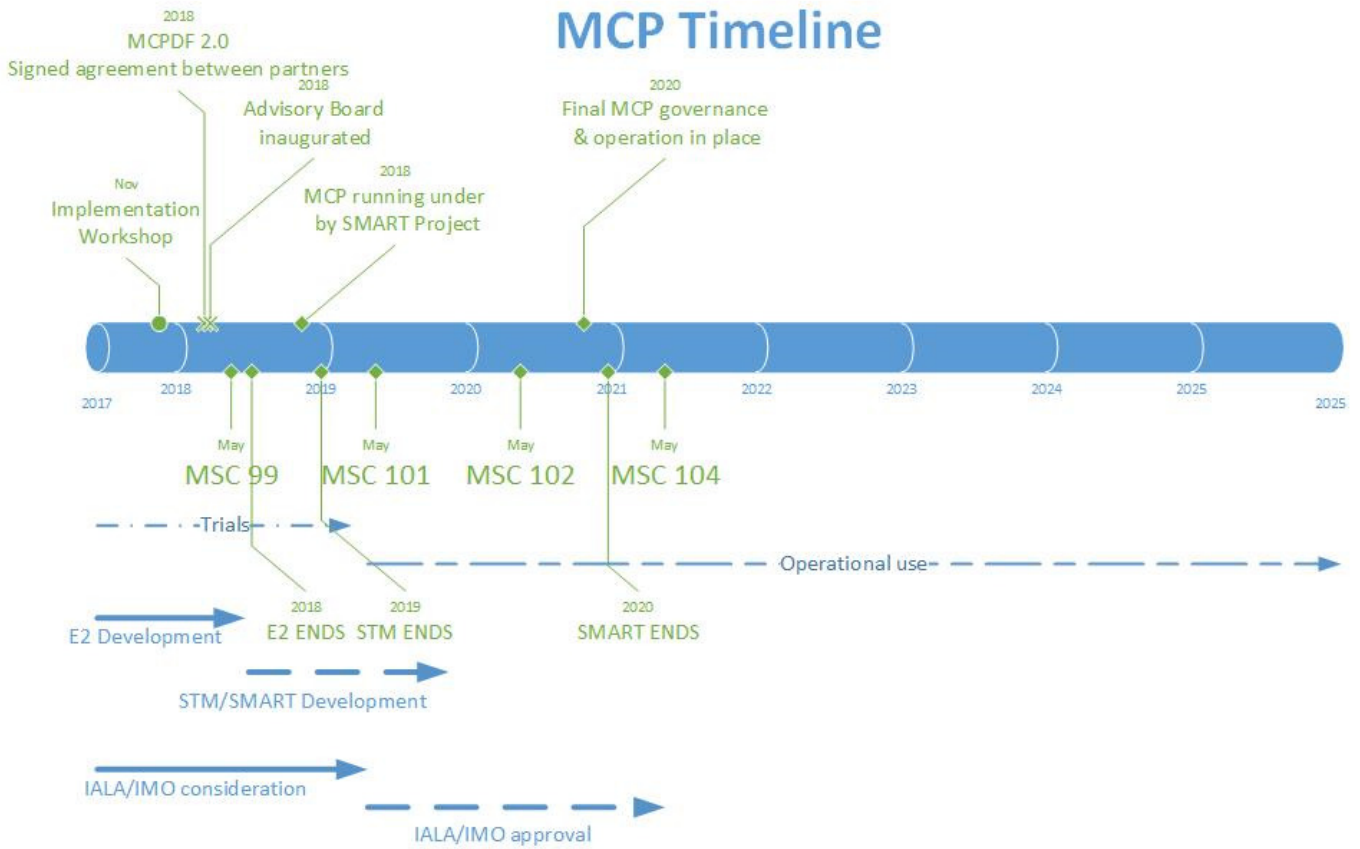 MCP Timeline
2018
MCPDF 2.0
Signed agreement between partners
2018
Advisory Board
inaugurated
2020
Final MCP governance
& operation in place
Nov
Implementation
Workshop
2018
MCP running under
by SMART Project
2017
2018
2019
2020
2021
2022
2023
2024
2025
2025
May
MSC 99
May
MSC 101
May
MSC 102
May
MSC 104
Trials
Operational use
E2 Development
2018
E2 ENDS
2019
STM ENDS
2020
SMART ENDS
STM/SMART Development
IALA/IMO consideration
IALA/IMO approval